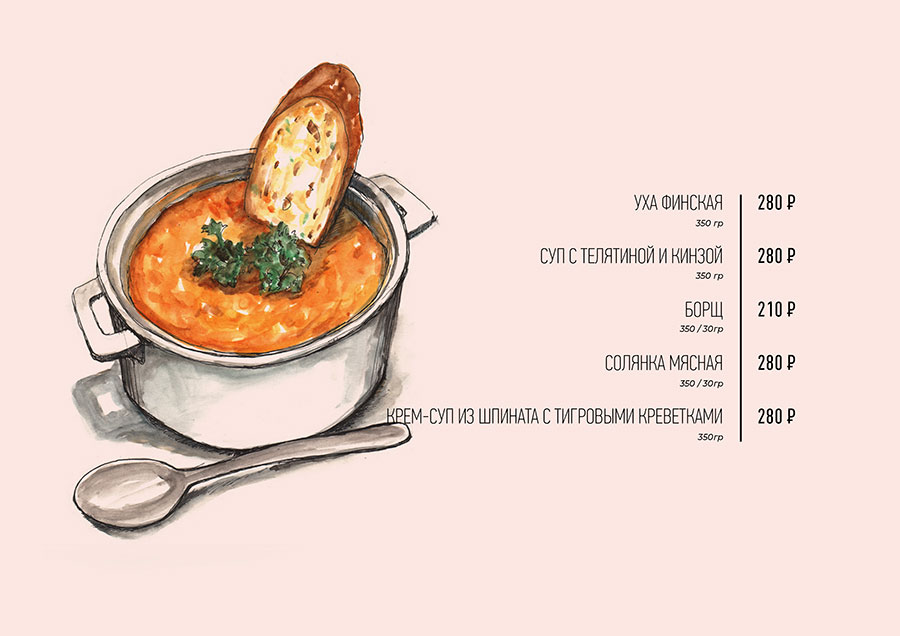 УХА ФИНСКАЯ 280 ₽
350 гр
СУП С ТЕЛЯТИНОЙ И КИНЗОЙ 280 ₽
350 гр
БОРЩ 210 ₽
350 / 30гр
СОЛЯНКА МЯСНАЯ 280 ₽
350 / 30гр
КРЕМ-СУП ИЗ ШПИНАТА С ТИГРОВЫМИ КРЕВЕТКАМИ 280 ₽
350гр